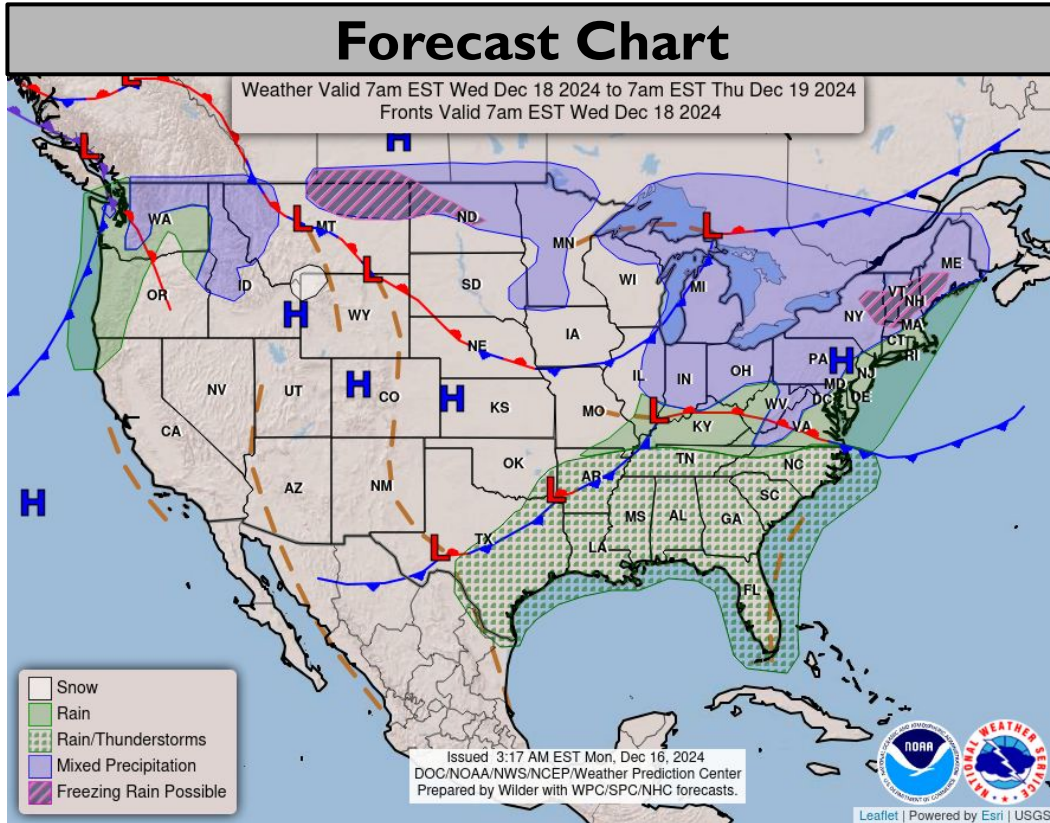 Forecast Chart
Weather Valid 7am EST Wed Dec 18 2024 to 7am EST Thu Dec 19 2024
Fronts Valid 7am EST Wed Dec 18 2024
L
H
L
WA
ND
L
MT
L
MN
ME
L
OR
ID
SD
WI
MI
VT
NH
NY
MA
H
WY
CT
RI
IA
NE
PA
H
NJ
NV
UT
H
CO
H
KS
IL
IN
OH
MD
DE
DC
WV
MO
L
KY
VA
CA
OK
TN
NC
AR
L
AZ
NM
SC
H
MS
AL
GA
TX
L
LA
FL
Snow
Rain
Rain/Thunderstorms
Mixed Precipitation
Freezing Rain Possible
Issued 3:17 AM EST Mon, Dec 16, 2024
DOC/NOAA/NWS/NCEP/Weather Prediction Center
Prepared by Wilder with WPC/SPC/NHC forecasts.
NOAA
NATIONAL WEATHER SERVICE
Leaflet | Powered by Esri | USGS